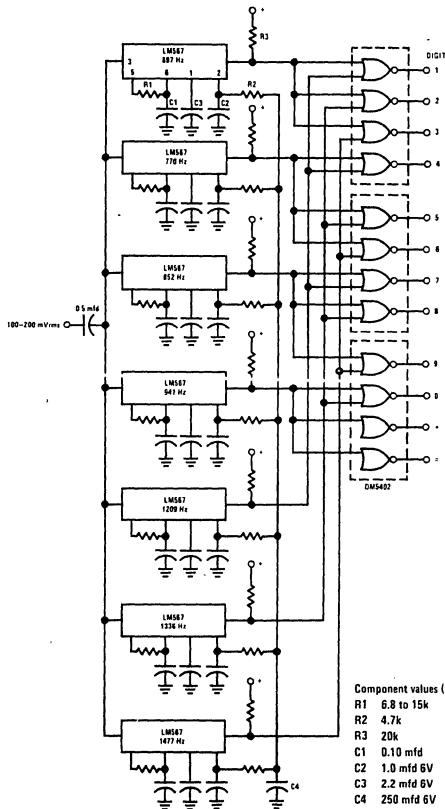 +
R3
DIGIT
LM567
697 Hz
3
5
6
1
2
R1
R2
C1
C3
C2
1
2
3
4
+
LM567
770 Hz
5
6
7
8
+
LM567
852 Hz
0 5 mfd
100–200 mVrms
+
LM567
941 Hz
9
0
+
=
DM5402
+
LM567
1209 Hz
+
LM567
1336 Hz
+
LM567
1477 Hz
C4
Component values (
R1 6.8 to 15k
R2 4.7k
R3 20k
C1 0.10 mfd
C2 1.0 mfd 6V
C3 2.2 mfd 6V
C4 250 mfd 6V